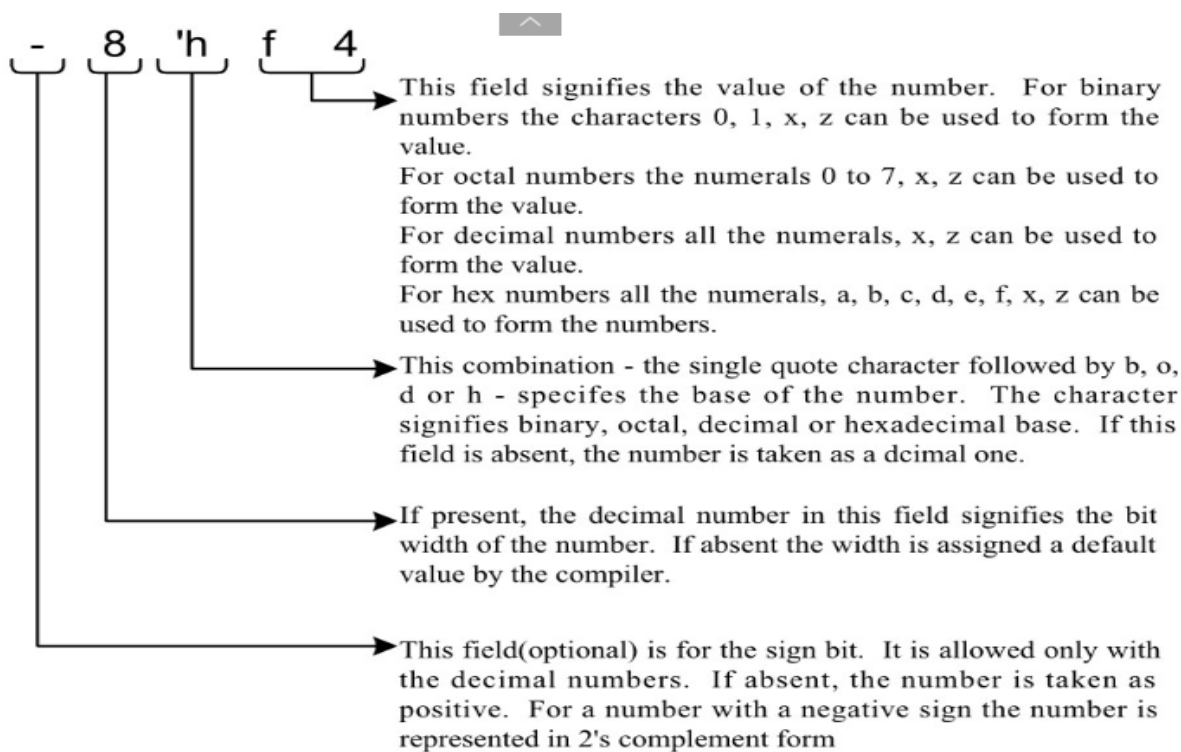 - 8 'h f 4
This field signifies the value of the number. For binary
numbers the characters 0, 1, x, z can be used to form the
value.
For octal numbers the numerals 0 to 7, x, z can be used to
form the value.
For decimal numbers all the numerals, x, z can be used to
form the value.
For hex numbers all the numerals, a, b, c, d, e, f, x, z can be
used to form the numbers.
This combination - the single quote character followed by b, o,
d or h - specifes the base of the number. The character
signifies binary, octal, decimal or hexadecimal base. If this
field is absent, the number is taken as a dcimal one.
If present, the decimal number in this field signifies the bit
width of the number. If absent the width is assigned a default
value by the compiler.
This field(optional) is for the sign bit. It is allowed only with
the decimal numbers. If absent, the number is taken as
positive. For a number with a negative sign the number is
represented in 2's complement form